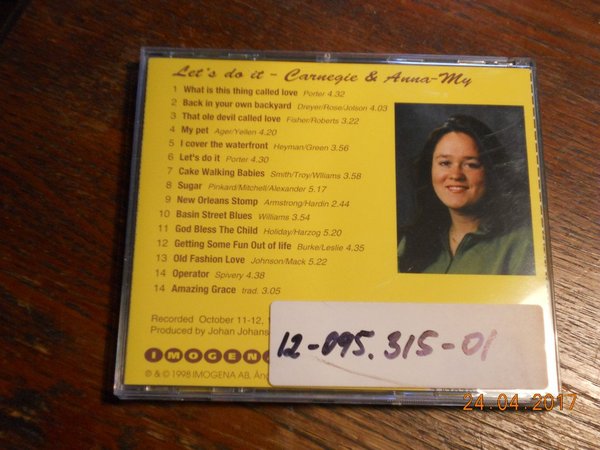 Let's do it - Carnegie & Anna-My
1 What is this thing called love Porter 4.32
2 Back in your own backyard Dreyer/Rose/Jolson 4.03
3 That ole devil called love Fisher/Roberts 3.22
4 My pet Ager/Yellen 4.20
5 I cover the waterfront Heyman/Green 3.56
6 Let's do it Porter 4.30
7 Cake Walking Babies Smith/Troy/Wlliams 3.58
8 Sugar Pinkard/Mitchell/Alexander 5.17
9 New Orleans Stomp Armstrong/Hardin 2.44
10 Basin Street Blues Williams 3.54
11 God Bless The Child Holiday/Harzog 5.20
12 Getting Some Fun Out of life Burke/Leslie 4.35
13 Old Fashion Love Johnson/Mack 5.22
14 Operator Spivery 4.38
14 Amazing Grace trad. 3.05
Recorded October 11-12,
Produced by Johan
12-095.315-01
IMOGEN
℗ & © 1998 IMOGENA AB,
24.04.2017